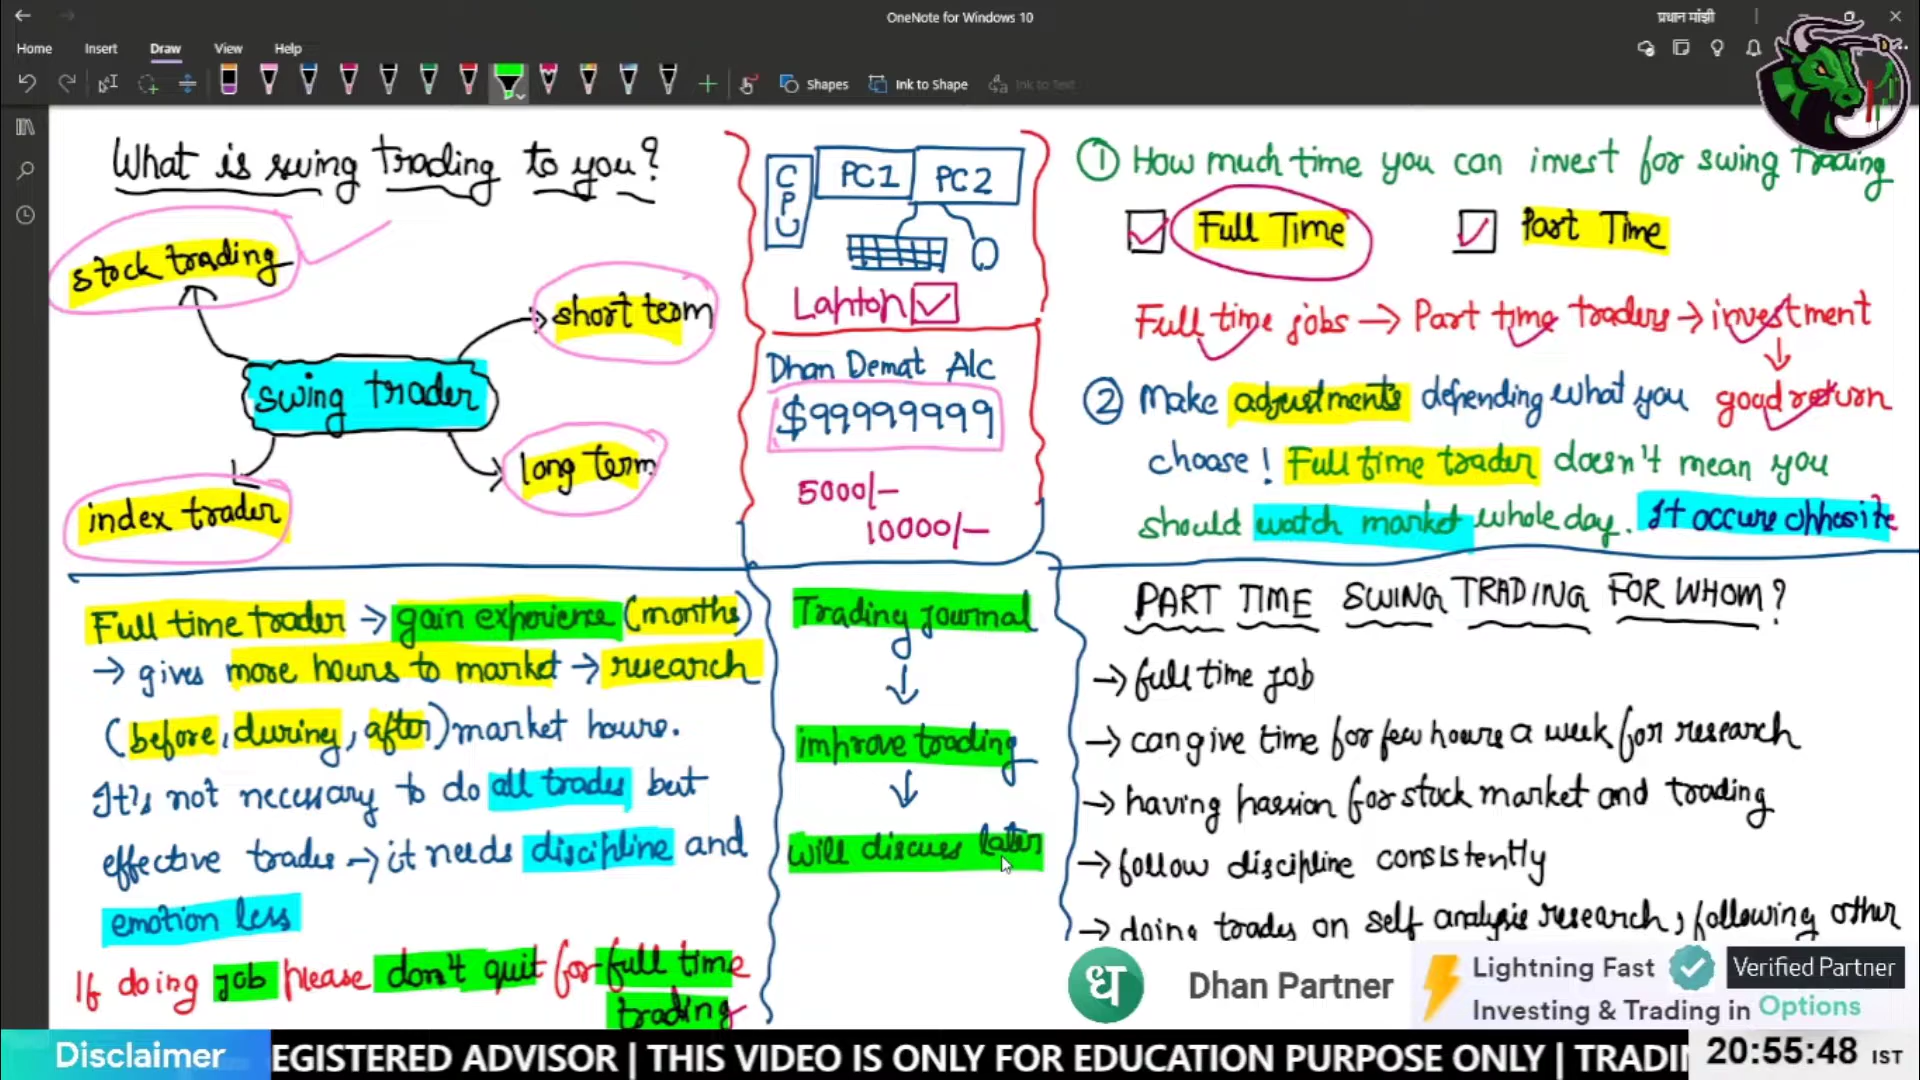 OneNote for Windows 10
प्रधान मांझी
Home Insert Draw View Help
Shapes Ink to Shape Ink to Text
What is swing trading to you?
stock trading
short term
swing trader
long term
index trader
CPU PC1 PC2
Laptop
Dhan Demat A/c
$99999999
5000/-
10000/-
① How much time you can invest for swing trading
Full Time Part Time
Full time jobs → Part time traders → investment
↓
good return
② Make adjustments depending what you
choose! Full time trader doesn't mean you
should watch market whole day. It occurs opposite
Full time trader → gain experience (months)
→ gives more hours to market → research
(before, during, after) market hours.
It's not necessary to do all trades but
effective trades → it needs discipline and
emotion less
If doing job please don't quit for full time
trading
Trading journal
↓
improve trading
↓
will discuss later
PART TIME SWING TRADING FOR WHOM?
→ full time job
→ can give time for few hours a week for research
→ having passion for stock market and trading
→ follow discipline consistently
→ doing trades on self analysis research, following other
ध Dhan Partner
Lightning Fast
Investing & Trading in Options
Verified Partner
Disclaimer
EGISTERED ADVISOR | THIS VIDEO IS ONLY FOR EDUCATION PURPOSE ONLY | TRADI
20:55:48 IST